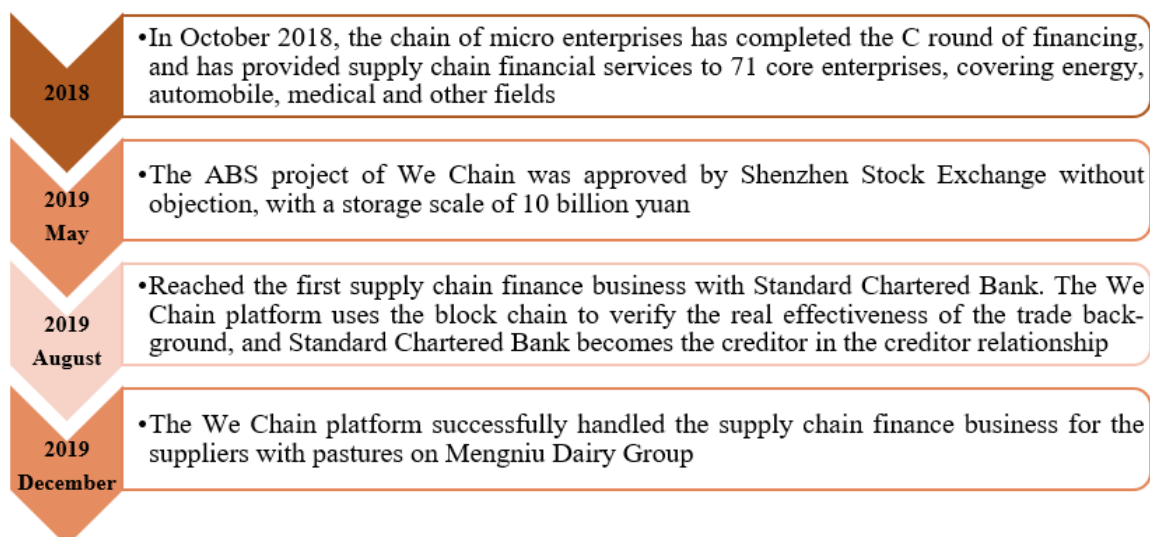 2018
•In October 2018, the chain of micro enterprises has completed the C round of financing,
and has provided supply chain financial services to 71 core enterprises, covering energy,
automobile, medical and other fields
2019
May
•The ABS project of We Chain was approved by Shenzhen Stock Exchange without
objection, with a storage scale of 10 billion yuan
2019
August
•Reached the first supply chain finance business with Standard Chartered Bank. The We
Chain platform uses the block chain to verify the real effectiveness of the trade back-
ground, and Standard Chartered Bank becomes the creditor in the creditor relationship
2019
December
•The We Chain platform successfully handled the supply chain finance business for the
suppliers with pastures on Mengniu Dairy Group